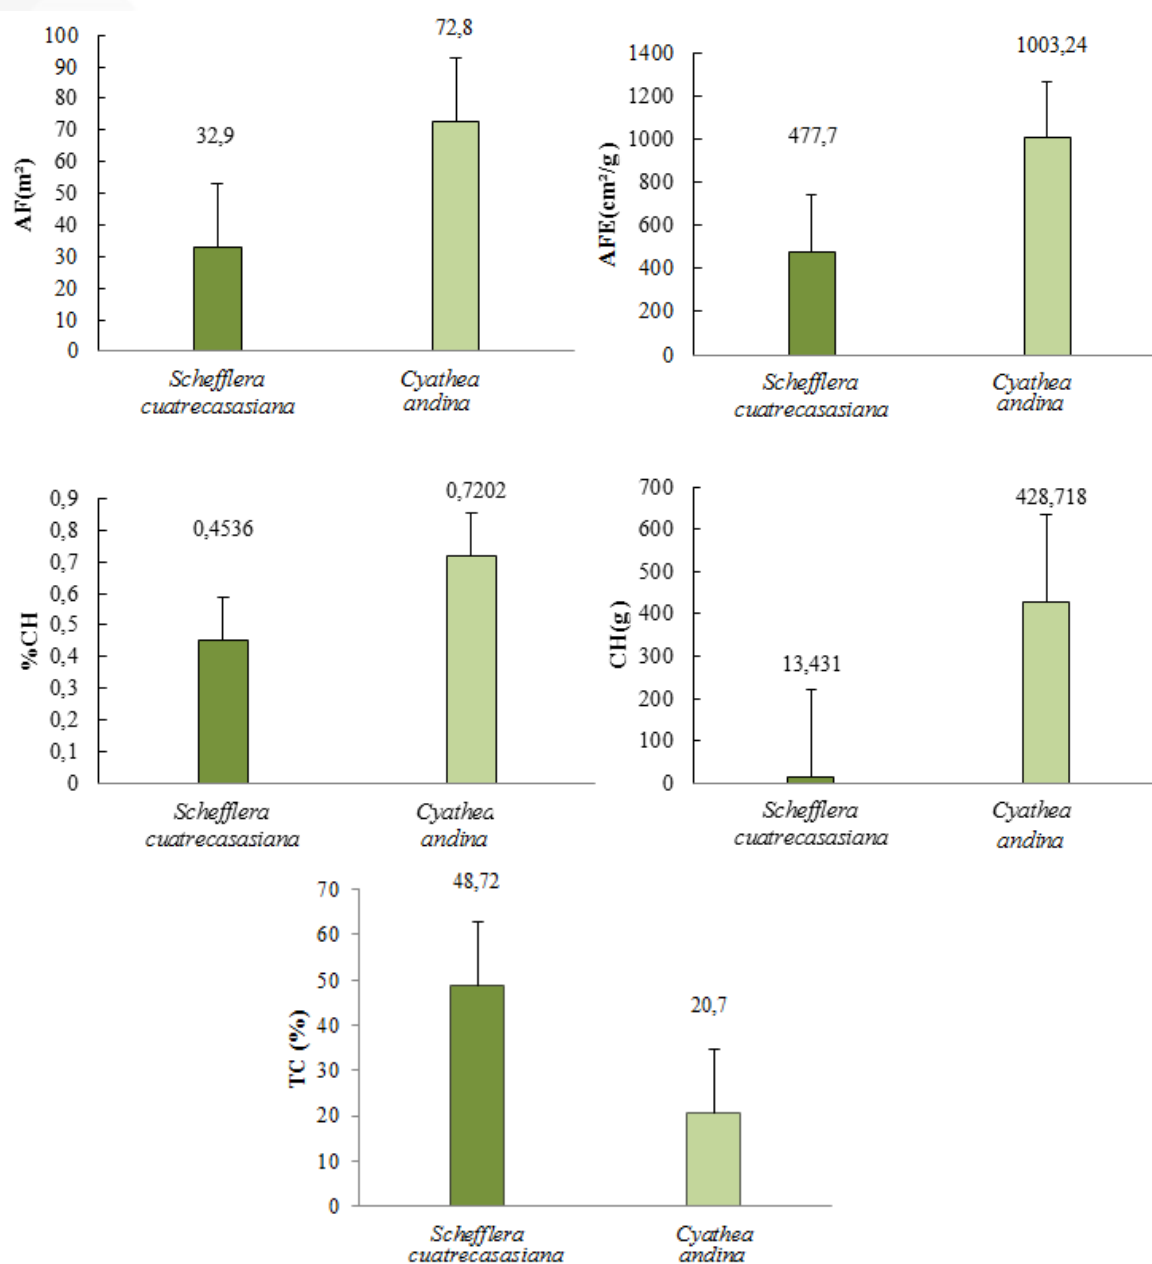 AF(m²)
100
90
80
70
60
50
40
30
20
10
0
32,9
72,8
Schefflera
cuatrecasasiana
Cyathea
andina
AFE(cm²/g)
1400
1200
1000
800
600
400
200
0
477,7
1003,24
Schefflera
cuatrecasasiana
Cyathea
andina
%CH
0,9
0,8
0,7
0,6
0,5
0,4
0,3
0,2
0,1
0
0,4536
0,7202
Schefflera
cuatrecasasiana
Cyathea
andina
CH(g)
700
600
500
400
300
200
100
0
13,431
428,718
Schefflera
cuatrecasasiana
Cyathea
andina
TC (%)
70
60
50
40
30
20
10
0
48,72
20,7
Schefflera
cuatrecasasiana
Cyathea
andina